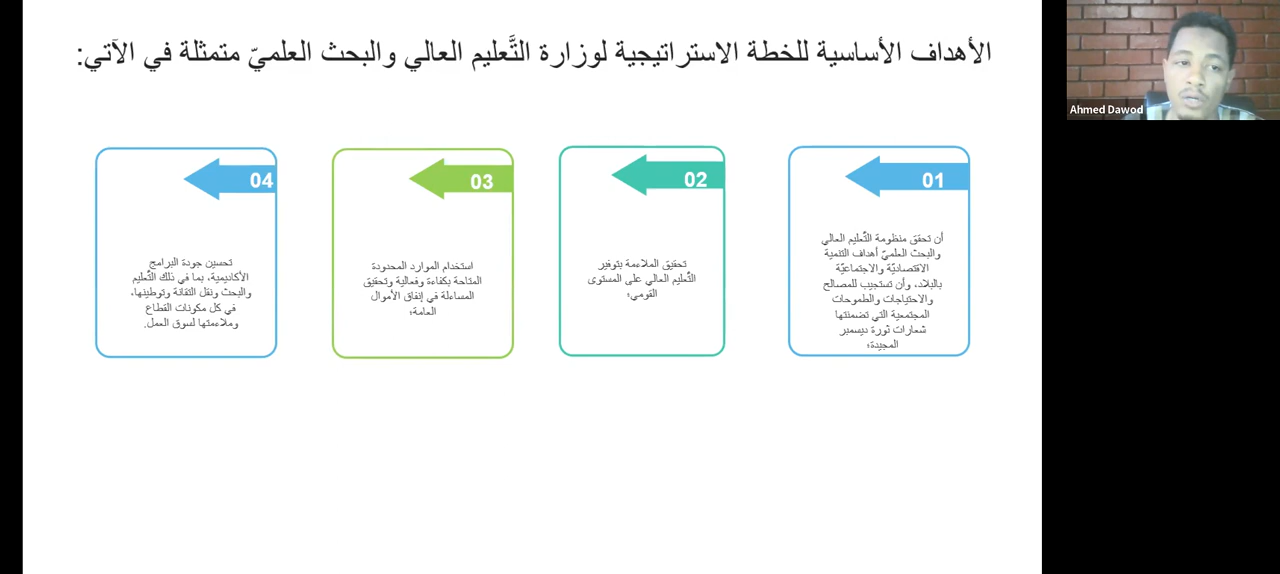 الأهداف الأساسية للخطة الاستراتيجية لوزارة التَّعليم العالي والبحث العلميّ متمثلة في الآتي:
Ahmed Dawod
01
أن تحقق منظومة التَّعليم العالي
والبحث العلميّ أهداف التنمية
الاقتصاديّة والاجتماعيّة
بالبلاد، وأن تستجيب للمصالح
والاحتياجات والطموحات
المجتمعية التي تضمنتها
شعارات ثورة ديسمبر
المجيدة؛
02
تحقيق الملاءمة بتوفير
التَّعليم العالي على المستوى
القومي؛
03
استخدام الموارد المحدودة
المتاحة بكفاءة وفعالية وتحقيق
المساءلة في إنفاق الأموال
العامة؛
04
تحسين جودة البرامج
الأكاديمية، بما في ذلك التَّعليم
والبحث ونقل التقانة وتوطينها،
في كل مكونات القطاع
وملاءمتها لسوق العمل.